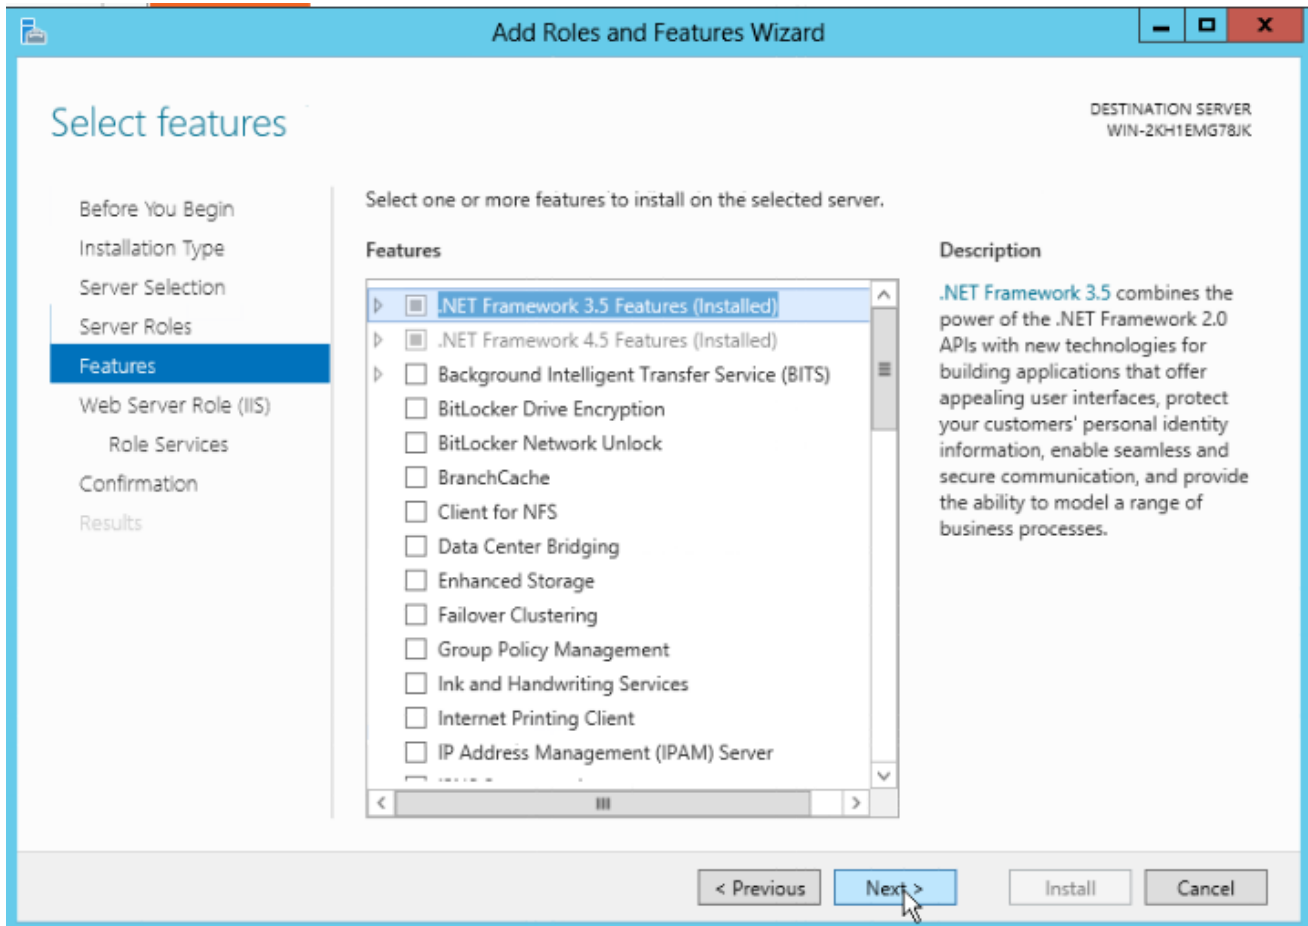 Add Roles and Features Wizard
Select features
DESTINATION SERVER
WIN-2KH1EMG78JK
Before You Begin
Installation Type
Server Selection
Server Roles
Features
Web Server Role (IIS)
Role Services
Confirmation
Results
Select one or more features to install on the selected server.
Features
.NET Framework 3.5 Features (Installed)
.NET Framework 4.5 Features (Installed)
Background Intelligent Transfer Service (BITS)
BitLocker Drive Encryption
BitLocker Network Unlock
BranchCache
Client for NFS
Data Center Bridging
Enhanced Storage
Failover Clustering
Group Policy Management
Ink and Handwriting Services
Internet Printing Client
IP Address Management (IPAM) Server
Description
.NET Framework 3.5 combines the
power of the .NET Framework 2.0
APIs with new technologies for
building applications that offer
appealing user interfaces, protect
your customers' personal identity
information, enable seamless and
secure communication, and provide
the ability to model a range of
business processes.
< Previous
Next >
Install
Cancel